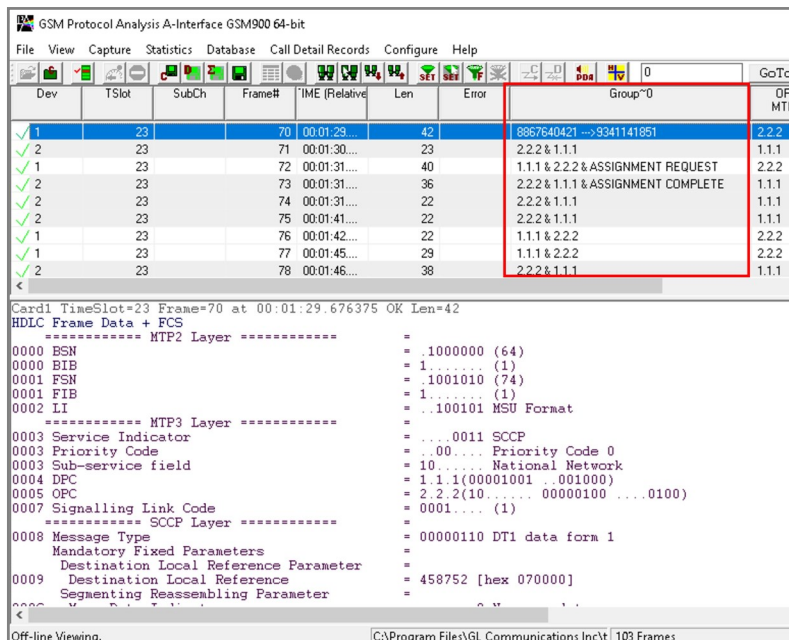 GSM Protocol Analysis A-Interface GSM900 64-bit
File View Capture Statistics Database Call Detail Records Configure Help
0 GoTo
Dev TSlot SubCh Frame# TIME (Relative Len Error Group~0
1 23 70 00:01:29.... 42 8867640421 --->9341141851 2.2.2
2 23 71 00:01:30.... 23 2.2.2 & 1.1.1 1.1.1
1 23 72 00:01:31.... 40 1.1.1 & 2.2.2 & ASSIGNMENT REQUEST 2.2.2
2 23 73 00:01:31.... 36 2.2.2 & 1.1.1 & ASSIGNMENT COMPLETE 1.1.1
2 23 74 00:01:31.... 22 2.2.2 & 1.1.1 1.1.1
2 23 75 00:01:41.... 22 2.2.2 & 1.1.1 1.1.1
1 23 76 00:01:42.... 22 1.1.1 & 2.2.2 2.2.2
1 23 77 00:01:45.... 29 1.1.1 & 2.2.2 2.2.2
2 23 78 00:01:46.... 38 2.2.2 & 1.1.1 1.1.1
Card1 TimeSlot=23 Frame=70 at 00:01:29.676375 OK Len=42
HDLC Frame Data + FCS
============ MTP2 Layer ============ =
0000 BSN = .1000000 (64)
0000 BIB = 1....... (1)
0001 FSN = .1001010 (74)
0001 FIB = 1....... (1)
0002 LI = ..100101 MSU Format
============ MTP3 Layer ============ =
0003 Service Indicator = ....0011 SCCP
0003 Priority Code = ..00.... Priority Code 0
0003 Sub-service field = 10...... National Network
0004 DPC = 1.1.1(00001001 ..001000)
0005 OPC = 2.2.2(10...... 00000100 ....0100)
0007 Signalling Link Code = 0001.... (1)
============ SCCP Layer ============ =
0008 Message Type = 00000110 DT1 data form 1
Mandatory Fixed Parameters =
Destination Local Reference Parameter =
0009 Destination Local Reference = 458752 [hex 070000]
Segmenting Reassembling Parameter =
Off-line Viewing. C:\Program Files\GL Communications Inc\t 103 Frames